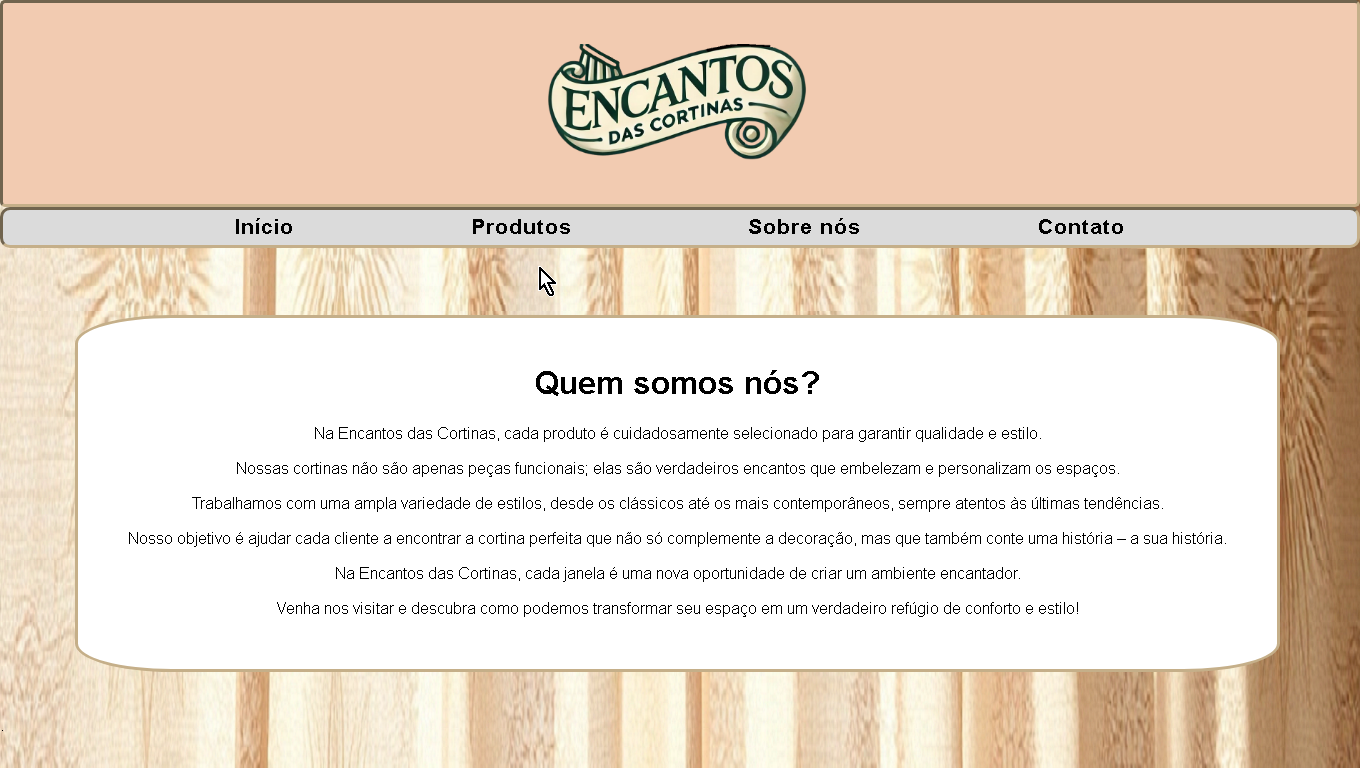 ENCANTOS
DAS CORTINAS
Início Produtos Sobre nós Contato
Quem somos nós?
Na Encantos das Cortinas, cada produto é cuidadosamente selecionado para garantir qualidade e estilo.
Nossas cortinas não são apenas peças funcionais; elas são verdadeiros encantos que embelezam e personalizam os espaços.
Trabalhamos com uma ampla variedade de estilos, desde os clássicos até os mais contemporâneos, sempre atentos às últimas tendências.
Nosso objetivo é ajudar cada cliente a encontrar a cortina perfeita que não só complemente a decoração, mas que também conte uma história – a sua história.
Na Encantos das Cortinas, cada janela é uma nova oportunidade de criar um ambiente encantador.
Venha nos visitar e descubra como podemos transformar seu espaço em um verdadeiro refúgio de conforto e estilo!
.